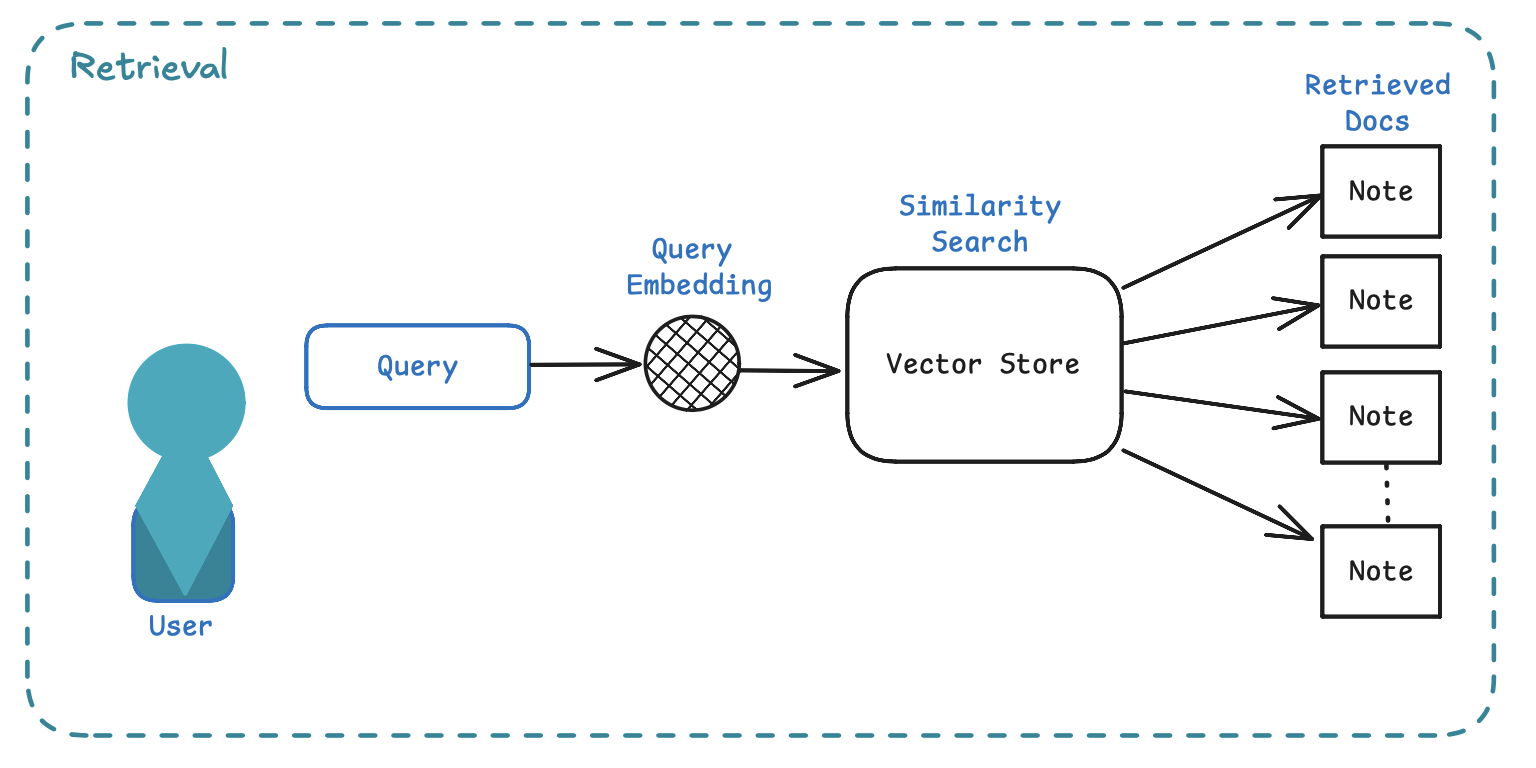 Retrieval
Retrieved
Docs
Note
Similarity
Search
Query
Embedding
Note
Query
Vector Store
Note
Note
User